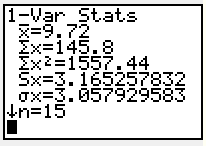 1-Var Stats
x̄=9.72
Σx=145.8
Σx²=1557.44
Sx=3.165257832
σx=3.057929583
↓n=15